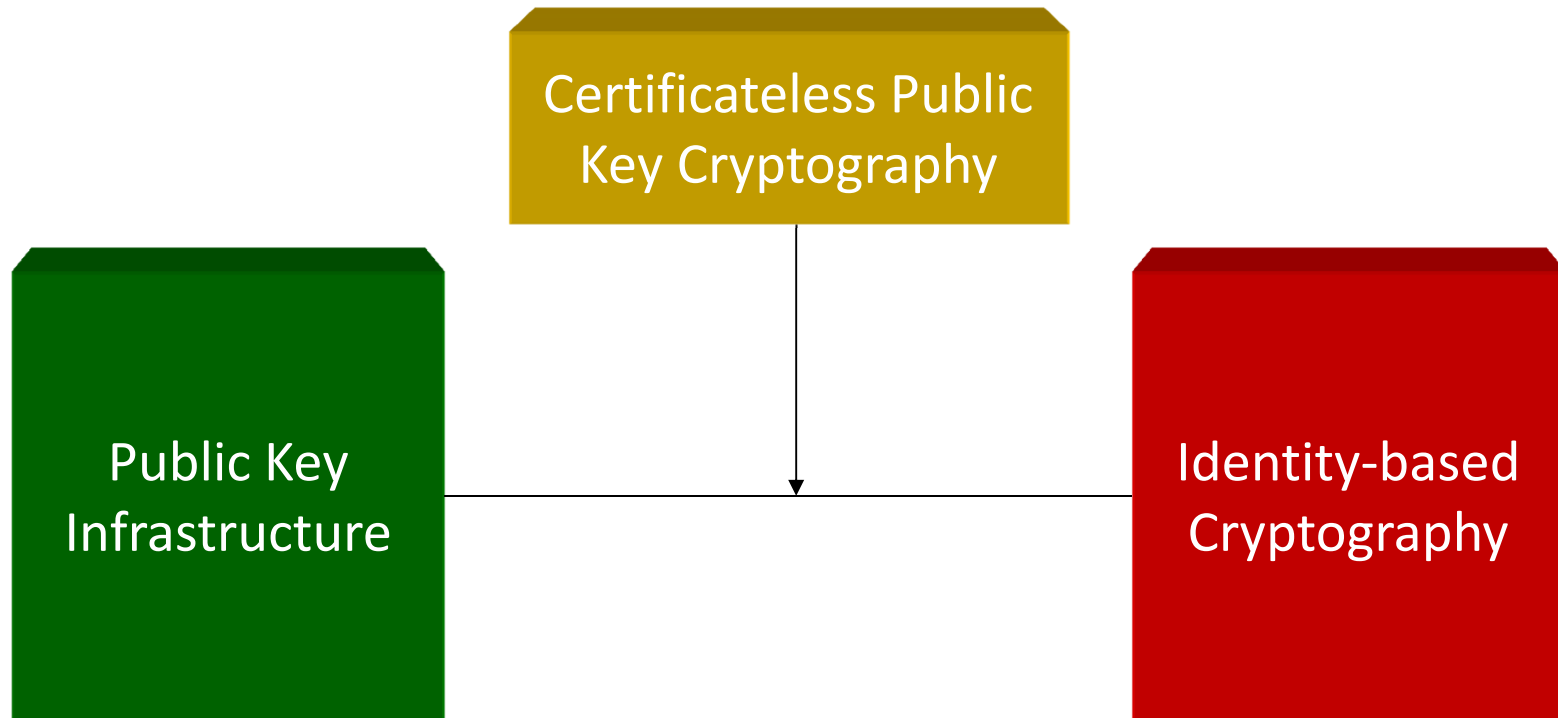 Certificateless Public
Key Cryptography
Public Key
Infrastructure
Identity-based
Cryptography